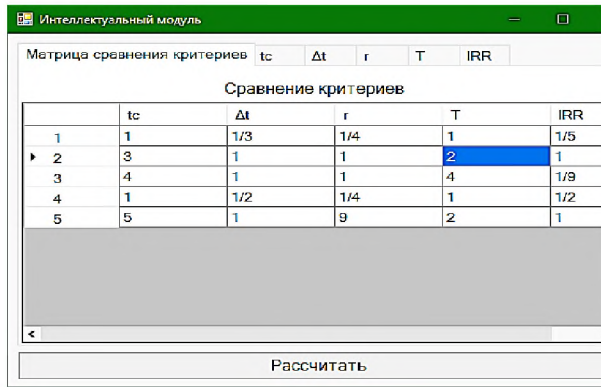 Интеллектуальный модуль
Матрица сравнения критериев tc Δt r T IRR
Сравнение критериев
tc Δt r T IRR
1 1 1/3 1/4 1 1/5
2 3 1 1 2 1
3 4 1 1 4 1/9
4 1 1/2 1/4 1 1/2
5 5 1 9 2 1
Рассчитать